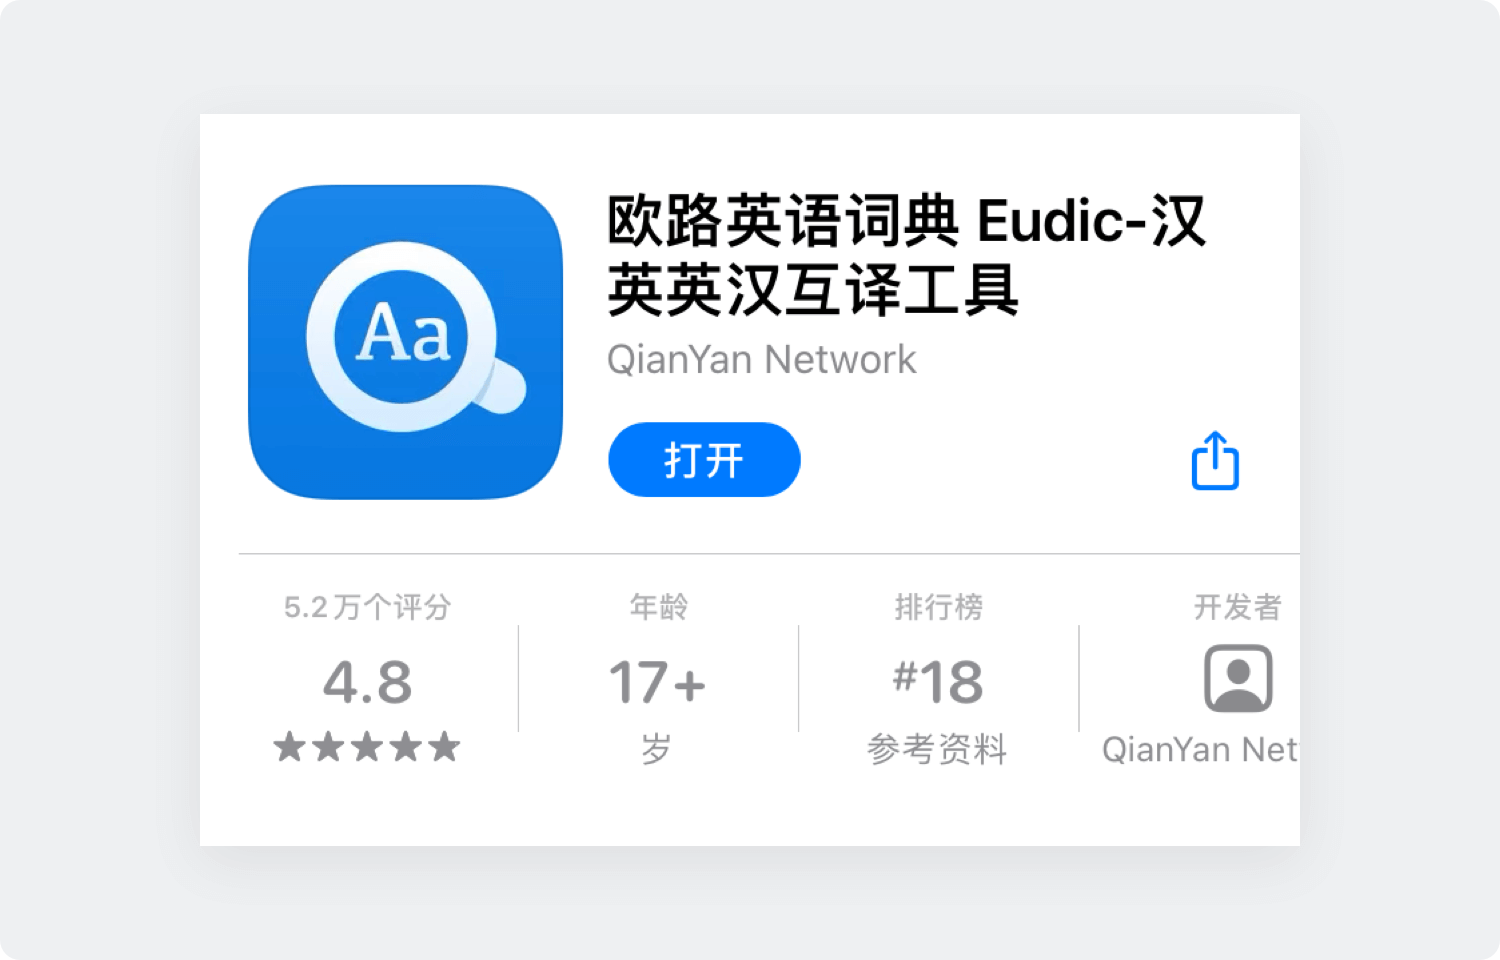 Aa
欧路英语词典 Eudic-汉
英英汉互译工具
QianYan Network
打开
5.2万个评分
年龄
排行榜
开发者
4.8
17+
#18
★★★★★
岁
参考资料
QianYan Net